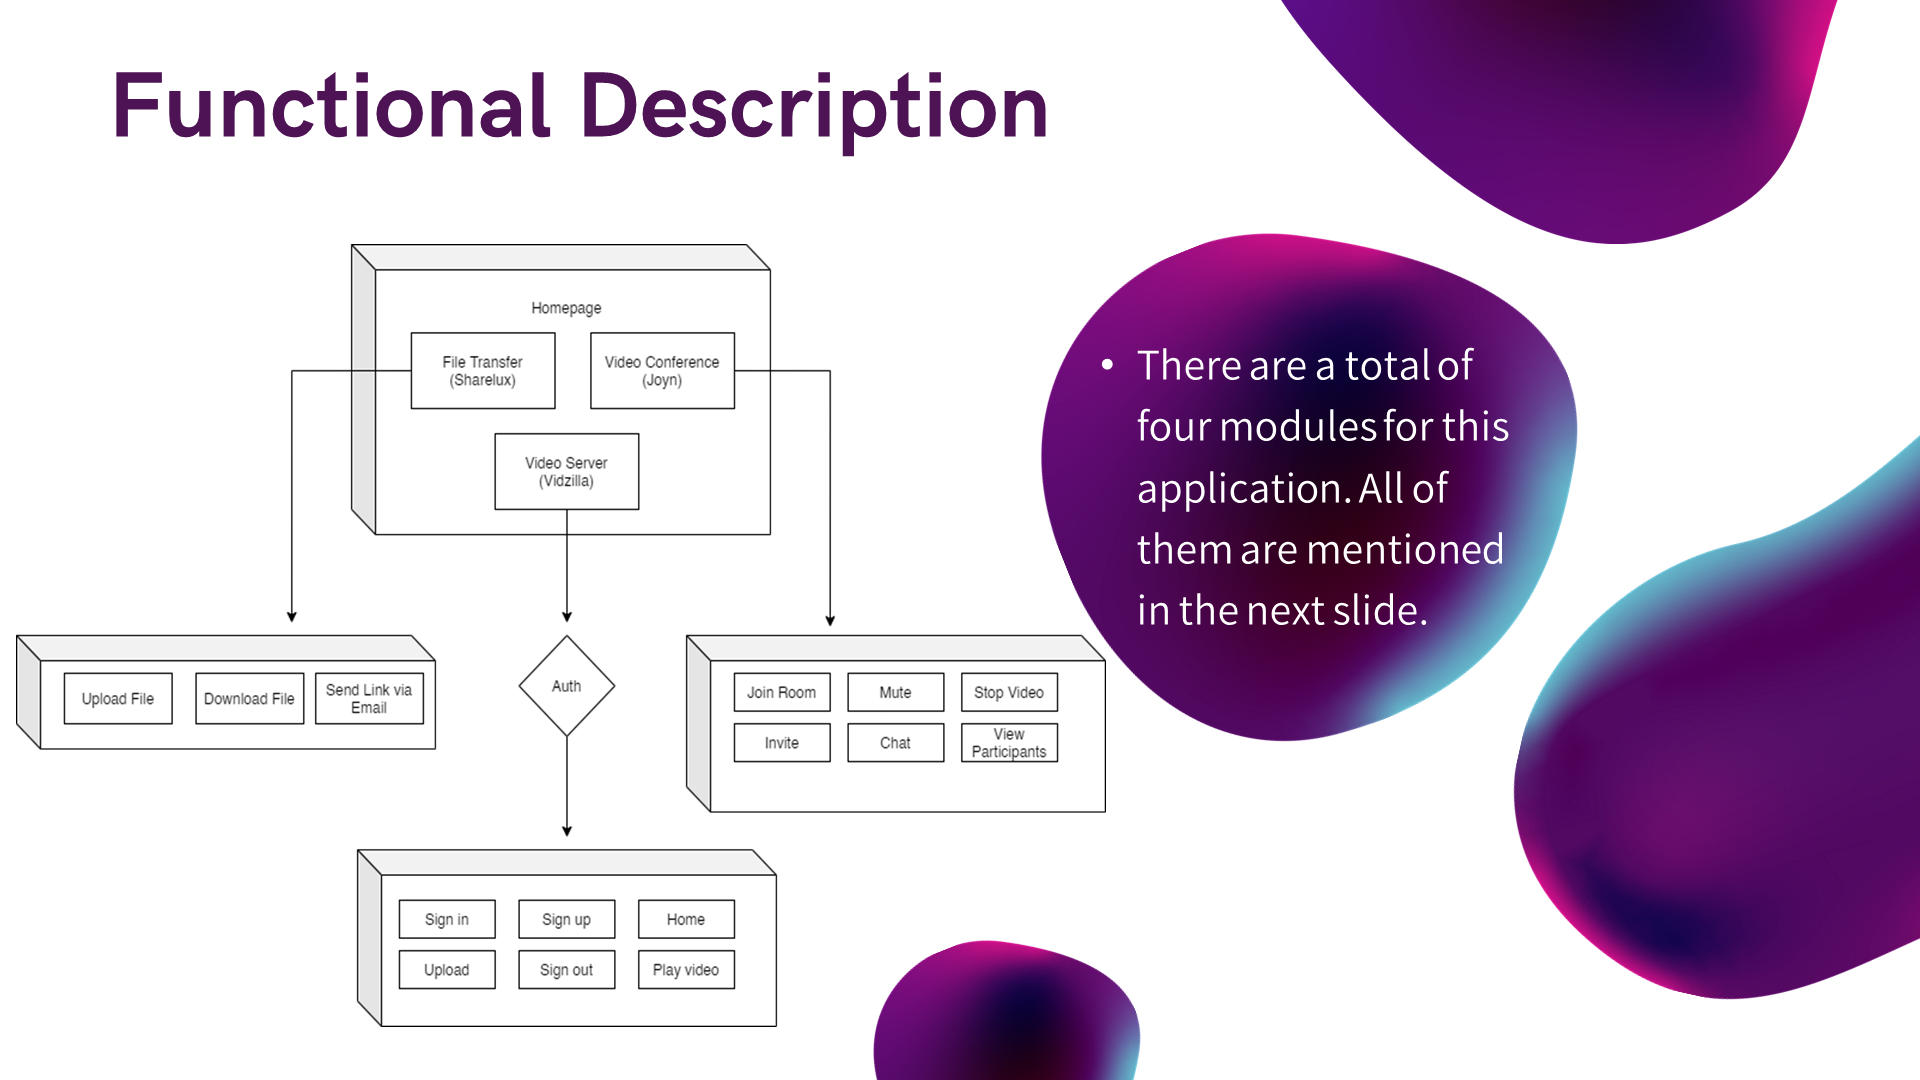 Functional Description
Homepage
File Transfer
(Sharelux)
Video Conference
(Joyn)
Video Server
(Vidzilla)
• There are a total of
four modules for this
application. All of
them are mentioned
in the next slide.
Upload File
Download File
Send Link via
Email
Auth
Join Room
Mute
Stop Video
Invite
Chat
View
Participants
Sign in
Sign up
Home
Upload
Sign out
Play video